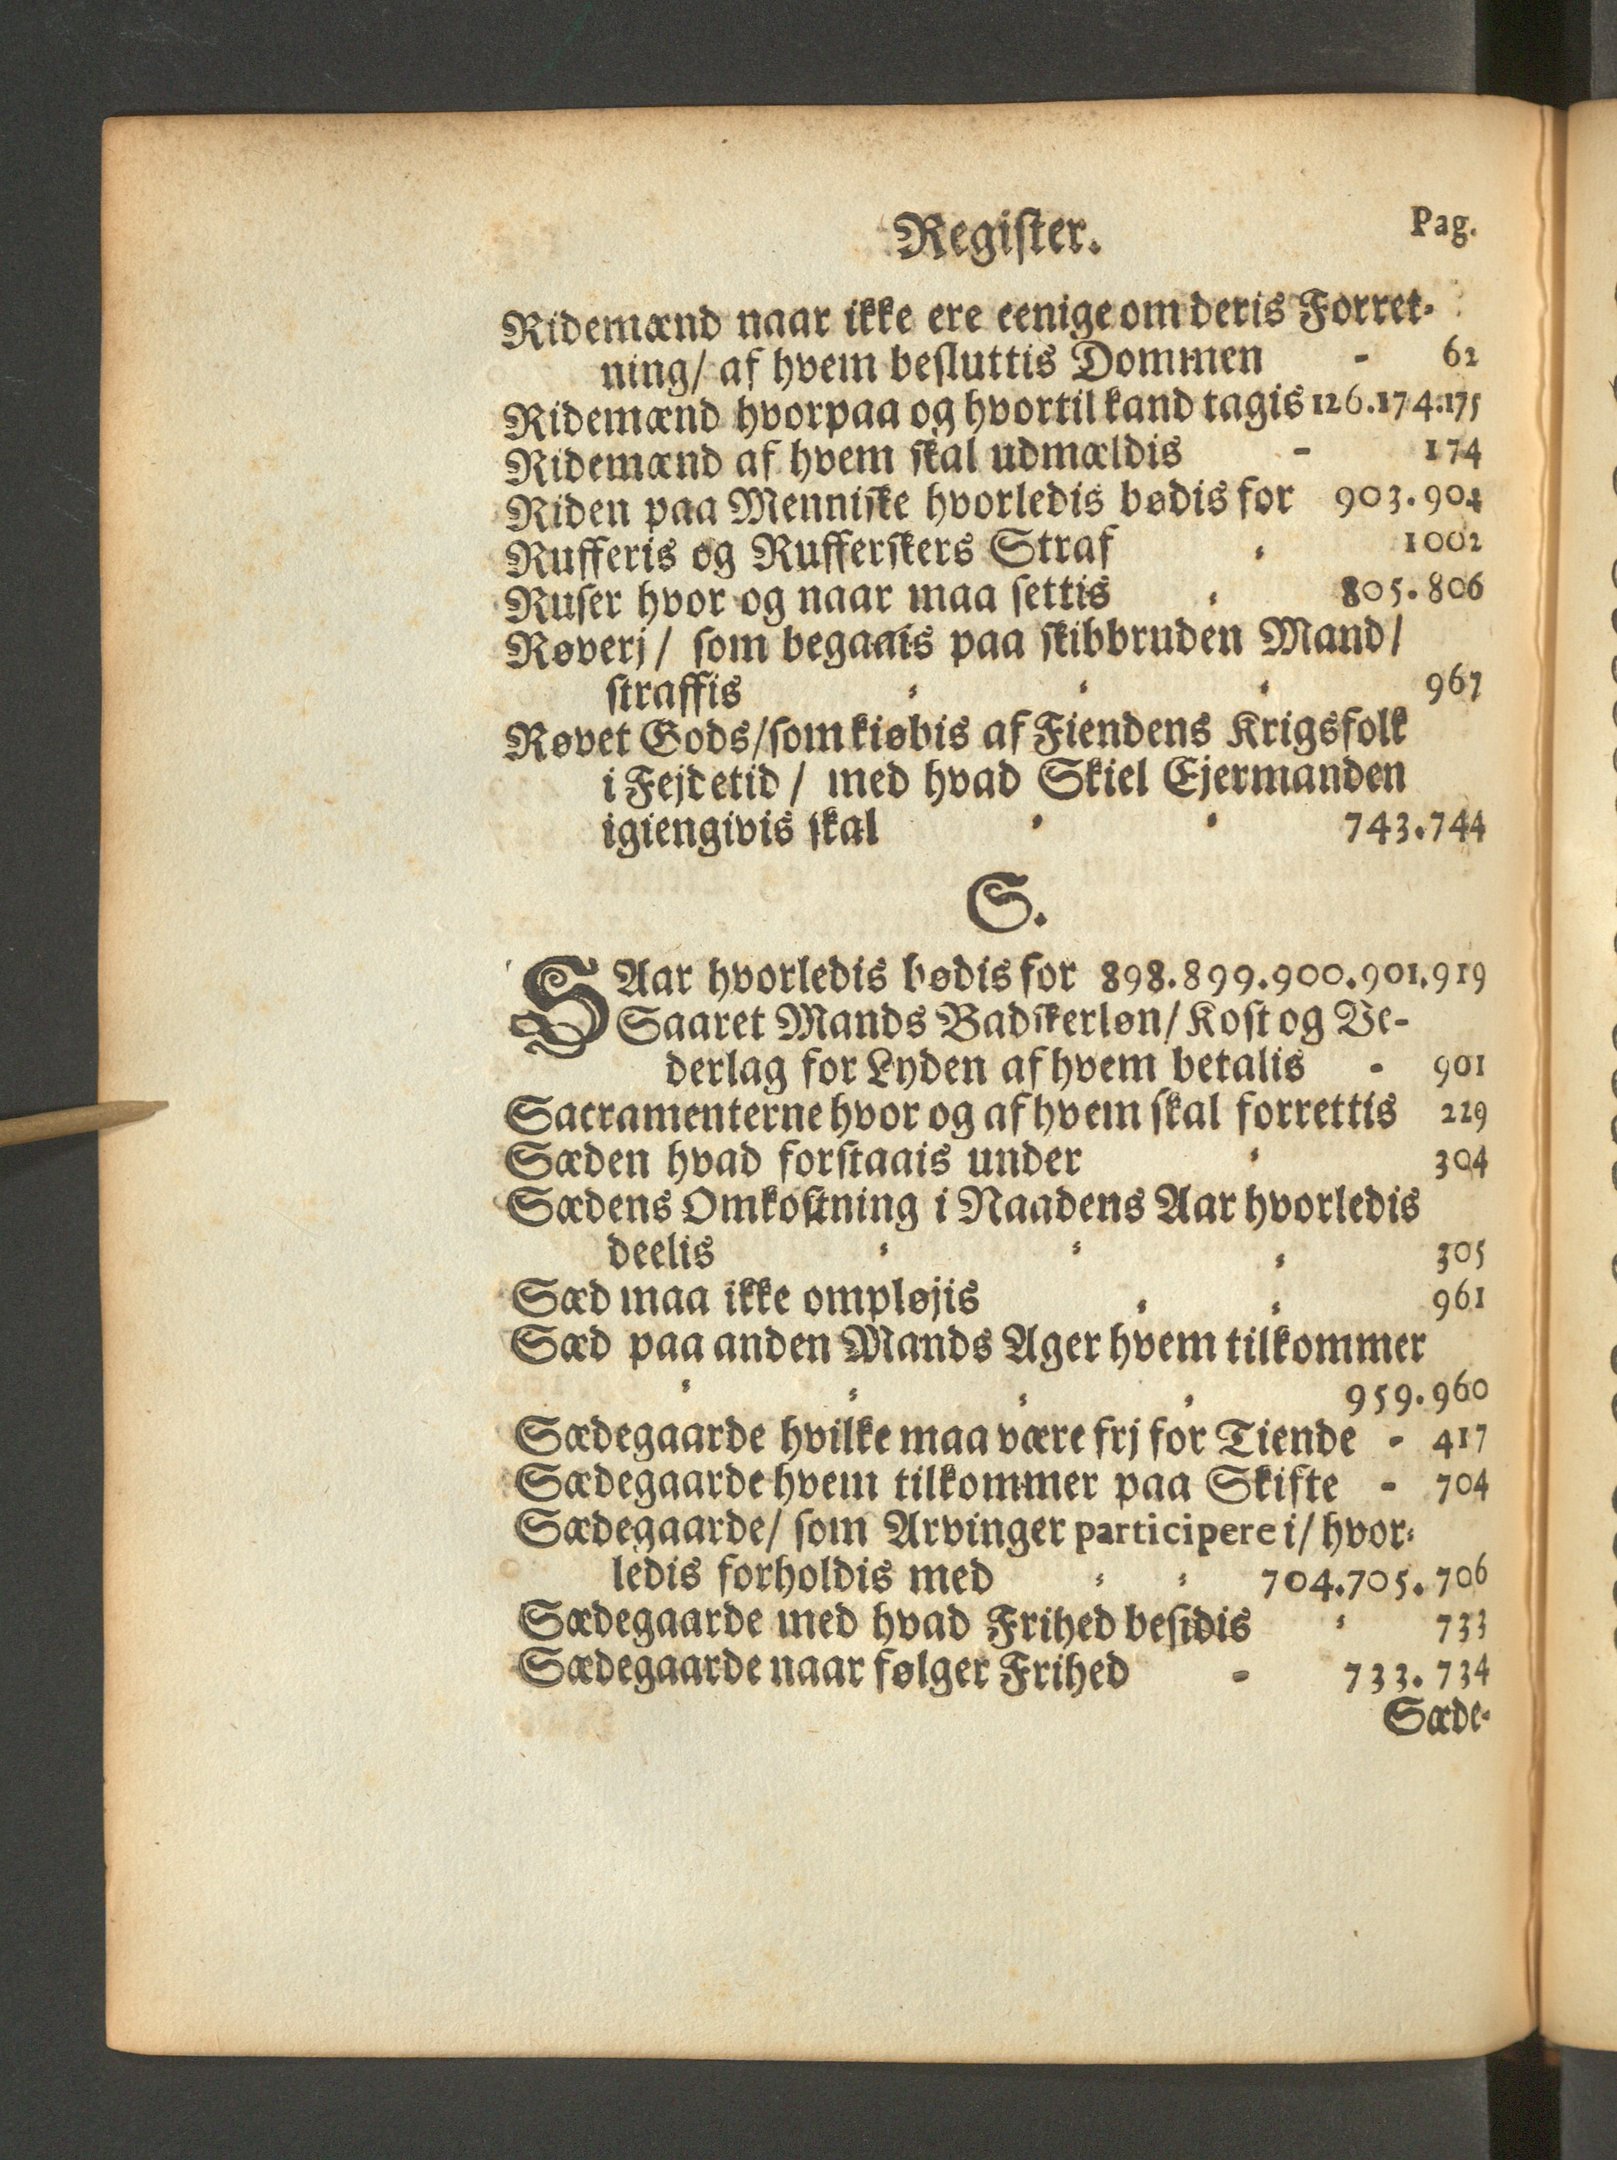 Register.
Pag.
Ridemænd naar ikke ere eenige om deris Forret-
ning/ af hvem besluttis Dommen - 62
Ridemænd hvorpaa og hvortil kand tagis 126.174.175
Ridemænd af hvem skal udmældis - 174
Riden paa Menniske hvorledis bødis for 903.904
Rufferis og Rufferskers Straf - 1002
Ruser hvor og naar maa settis - 805.806
Røverj/ som begaais paa skibbruden Mand/
straffis - - - 967
Røvet Gods/som kiøbis af Fiendens Krigsfolk
i Fejdetid/ med hvad Skiel Ejermanden
igiengivis skal - - 743.744
S.
SAar hvorledis bødis for 898.899.900.901.919
Saaret Mands Badskerløn/ Kost og Ve-
derlag for Lyden af hvem betalis - 901
Sacramenterne hvor og af hvem skal forrettis 229
Sæden hvad forstaais under - 304
Sædens Omkostning i Naadens Aar hvorledis
deelis - - - 305
Sæd maa ikke ompløjis - - 961
Sæd paa anden Mands Ager hvem tilkommer
- - - - 959.960
Sædegaarde hvilke maa være frj for Tiende - 417
Sædegaarde hvem tilkommer paa Skifte - 704
Sædegaarde/ som Arvinger participere i/ hvor-
ledis forholdis med - - 704.705.706
Sædegaarde med hvad Frihed besidis - 733
Sædegaarde naar følger Frihed - 733.734
Sæde-